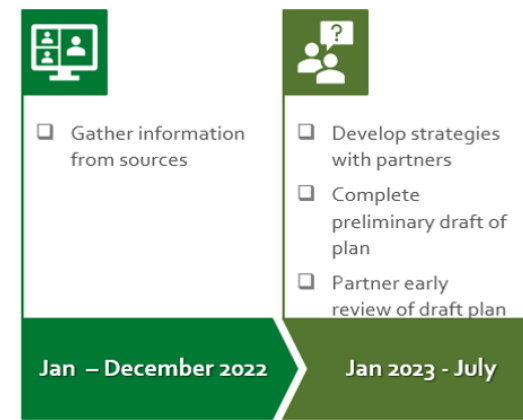 ?
Gather information
from sources
Develop strategies
with partners
Complete
preliminary draft of
plan
Partner early
review of draft plan
Jan – December 2022
Jan 2023 - July